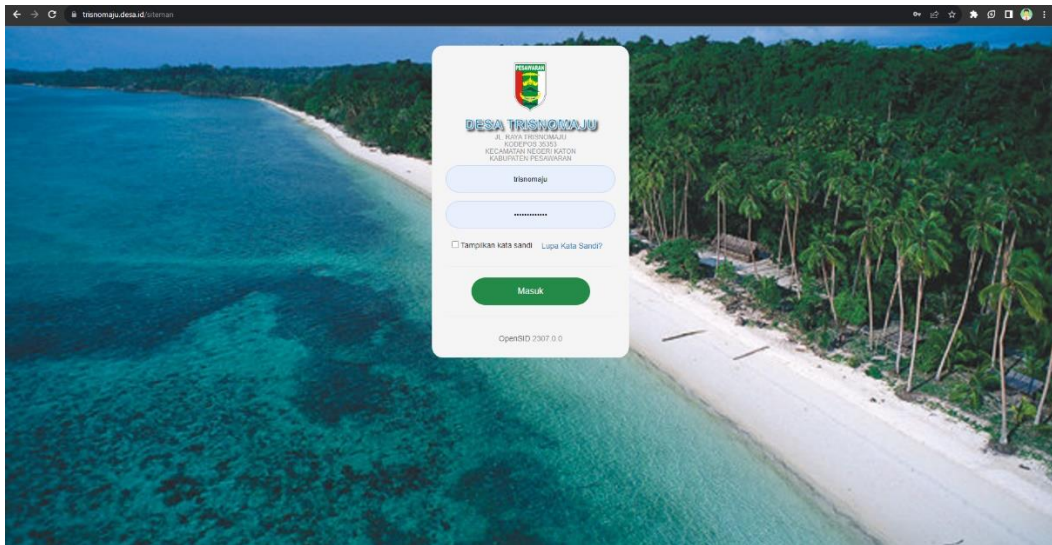 trisnomaju.desa.id/siteman
PESAWARAN
DESA TRISNOMAJU
JL. RAYA TRISNOMAJU
KODEPOS 35353
KECAMATAN NEGERI KATON
KABUPATEN PESAWARAN
trisnomaju
•••••••••••••
Tampilkan kata sandi Lupa Kata Sandi?
Masuk
OpenSID 2307.0.0